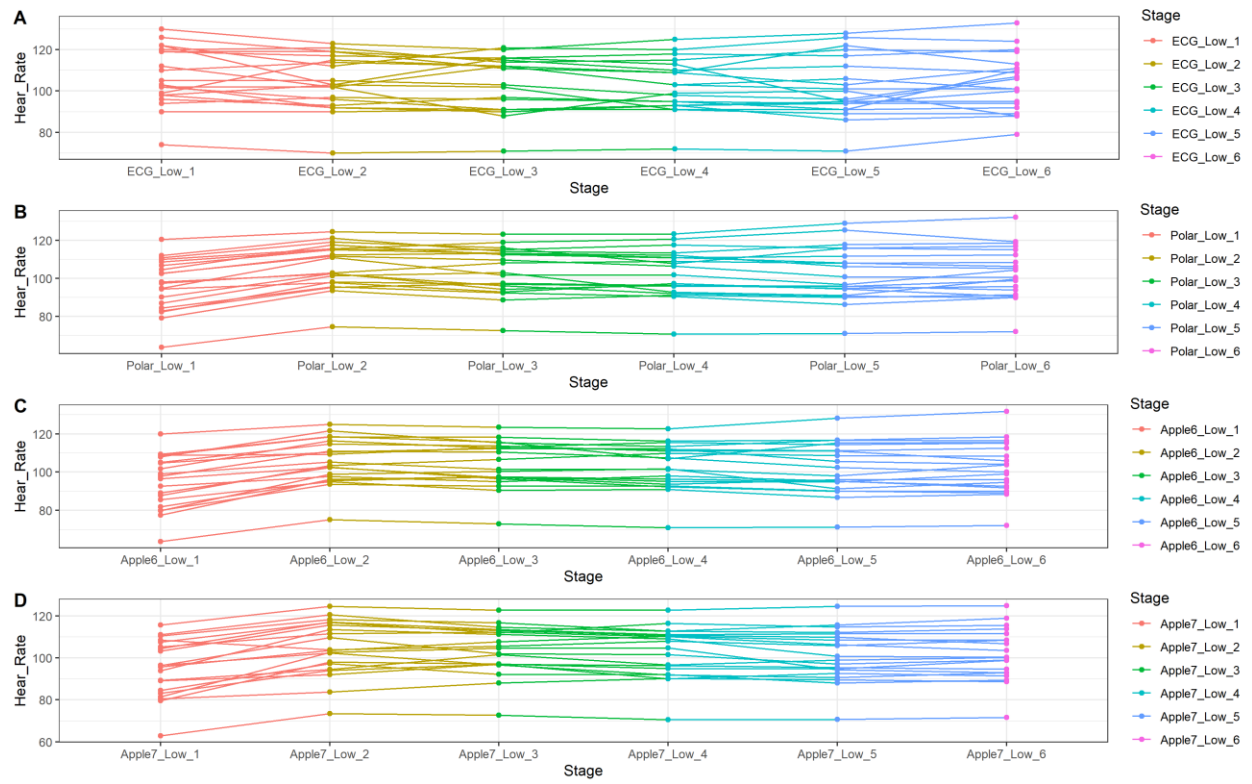 A
Hear_Rate
120
100
80
ECG_Low_1 ECG_Low_2 ECG_Low_3 ECG_Low_4 ECG_Low_5 ECG_Low_6
Stage
Stage
ECG_Low_1
ECG_Low_2
ECG_Low_3
ECG_Low_4
ECG_Low_5
ECG_Low_6
B
Hear_Rate
120
100
80
Polar_Low_1 Polar_Low_2 Polar_Low_3 Polar_Low_4 Polar_Low_5 Polar_Low_6
Stage
Stage
Polar_Low_1
Polar_Low_2
Polar_Low_3
Polar_Low_4
Polar_Low_5
Polar_Low_6
C
Hear_Rate
120
100
80
Apple6_Low_1 Apple6_Low_2 Apple6_Low_3 Apple6_Low_4 Apple6_Low_5 Apple6_Low_6
Stage
Stage
Apple6_Low_1
Apple6_Low_2
Apple6_Low_3
Apple6_Low_4
Apple6_Low_5
Apple6_Low_6
D
Hear_Rate
120
100
80
60
Apple7_Low_1 Apple7_Low_2 Apple7_Low_3 Apple7_Low_4 Apple7_Low_5 Apple7_Low_6
Stage
Stage
Apple7_Low_1
Apple7_Low_2
Apple7_Low_3
Apple7_Low_4
Apple7_Low_5
Apple7_Low_6